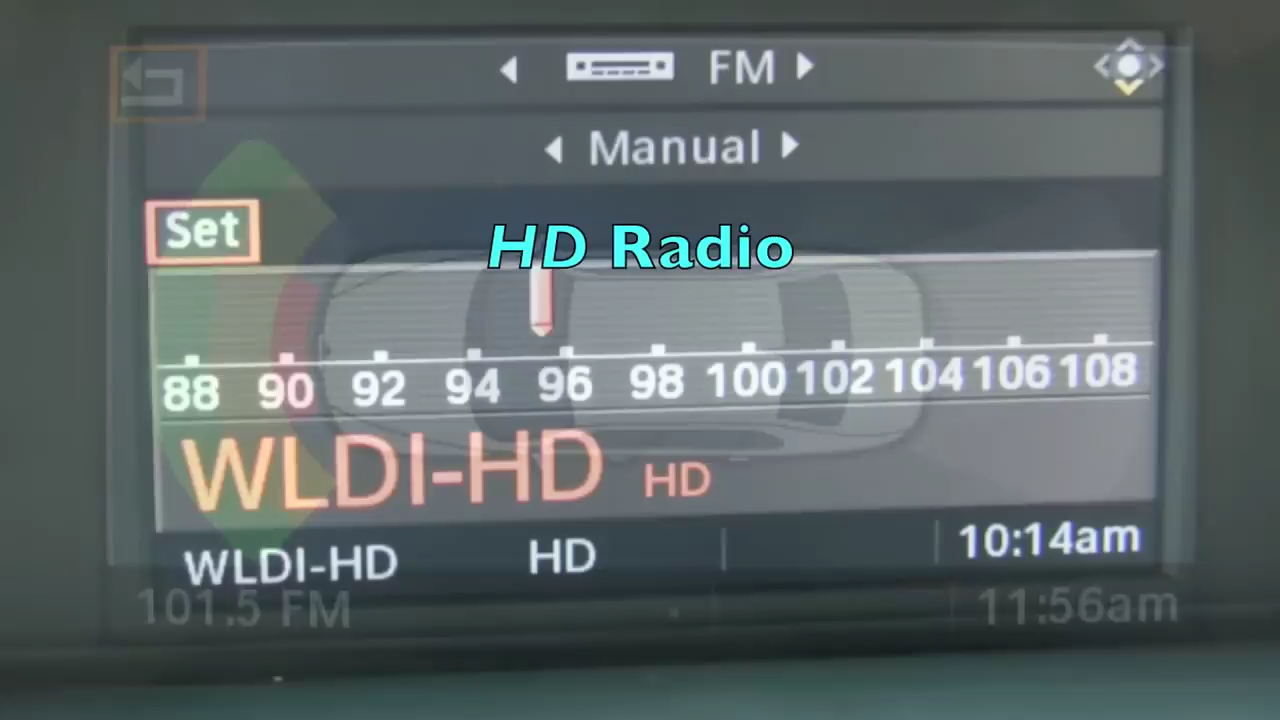 FM
Manual
Set
HD Radio
88 90 92 94 96 98 100 102 104 106 108
WLDI-HD HD
WLDI-HD HD 10:14am
101.5 FM 11:56am